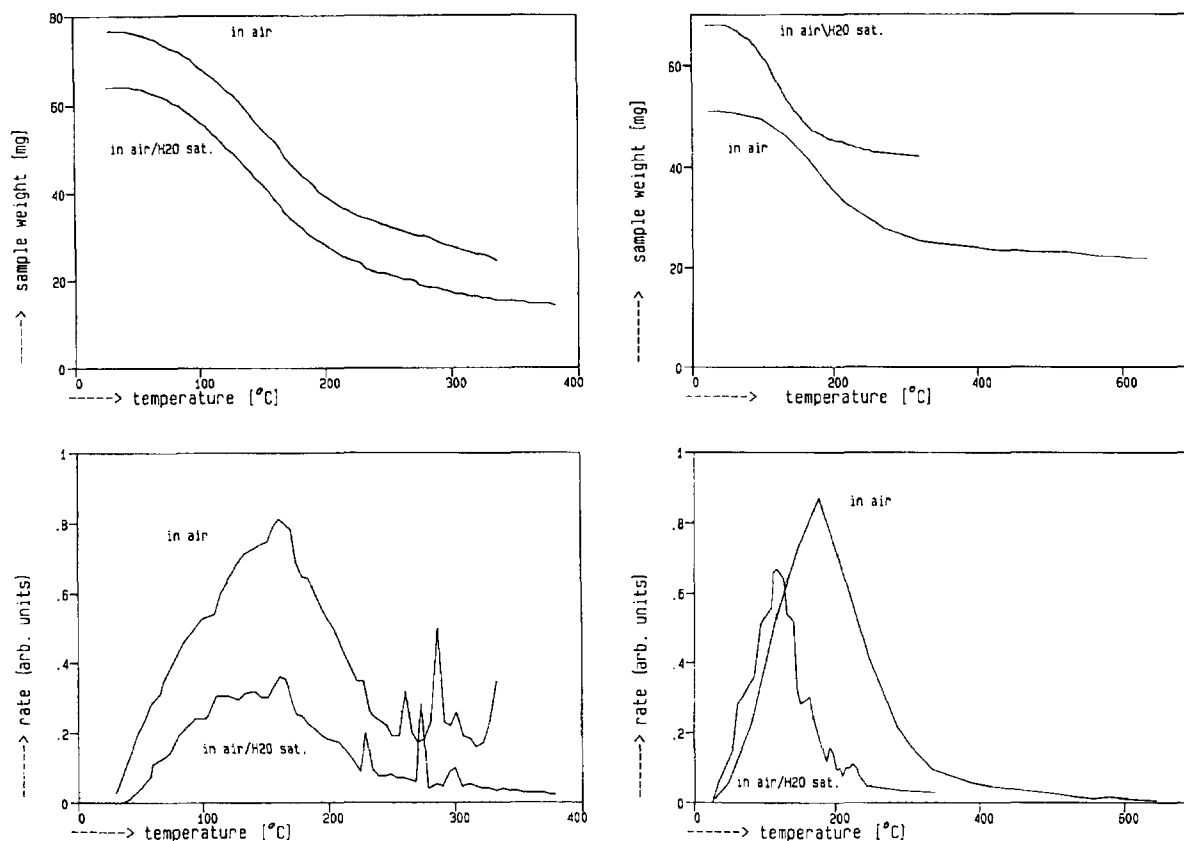 80
60
40
20
0
in air
in air/H2O sat.
0 100 200 300 400
-----> sample weight [mg]
-----> temperature [°C]
60
40
20
0
in air\H2O sat.
in air
0 200 400 600
-----> sample weight [mg]
-----> temperature [°C]
1
.8
.6
.4
.2
0
in air
in air/H2O sat.
0 100 200 300 400
-----> rate (arb. units)
-----> temperature [°C]
1
.8
.6
.4
.2
0
in air
in air/H2O sat.
0 100 200 300 400 500
-----> rate (arb. units)
-----> temperature [°C]